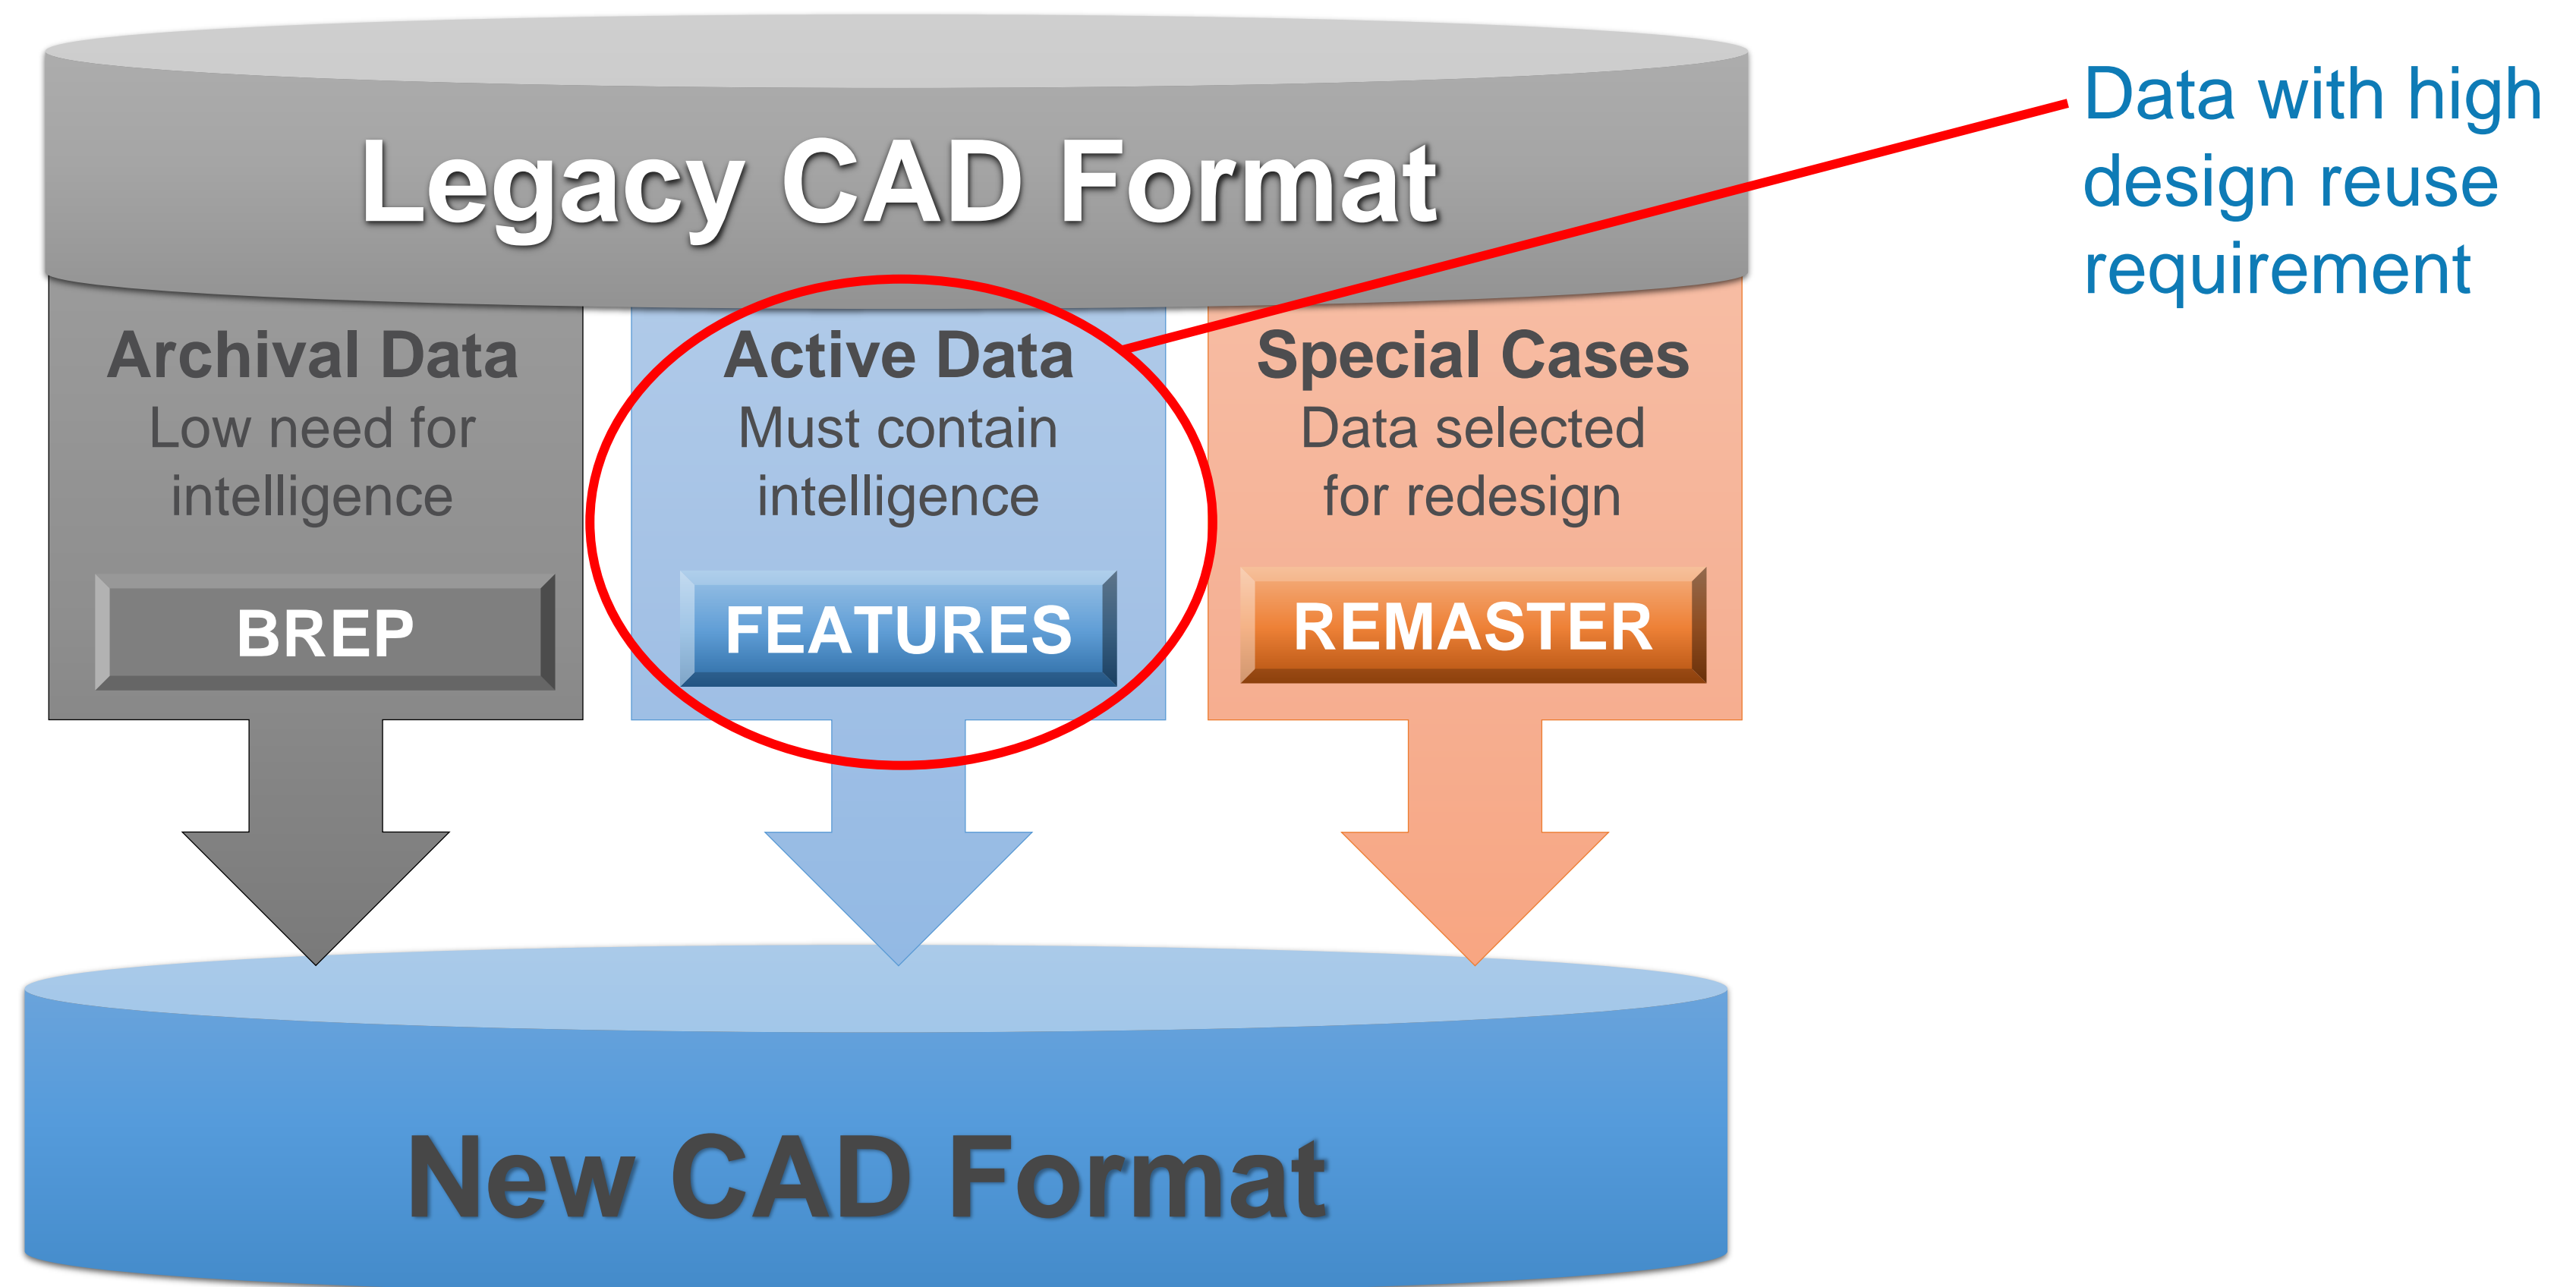 Legacy CAD Format
Data with high
design reuse
requirement
Archival Data
Low need for
intelligence
BREP
Active Data
Must contain
intelligence
FEATURES
Special Cases
Data selected
for redesign
REMASTER
New CAD Format